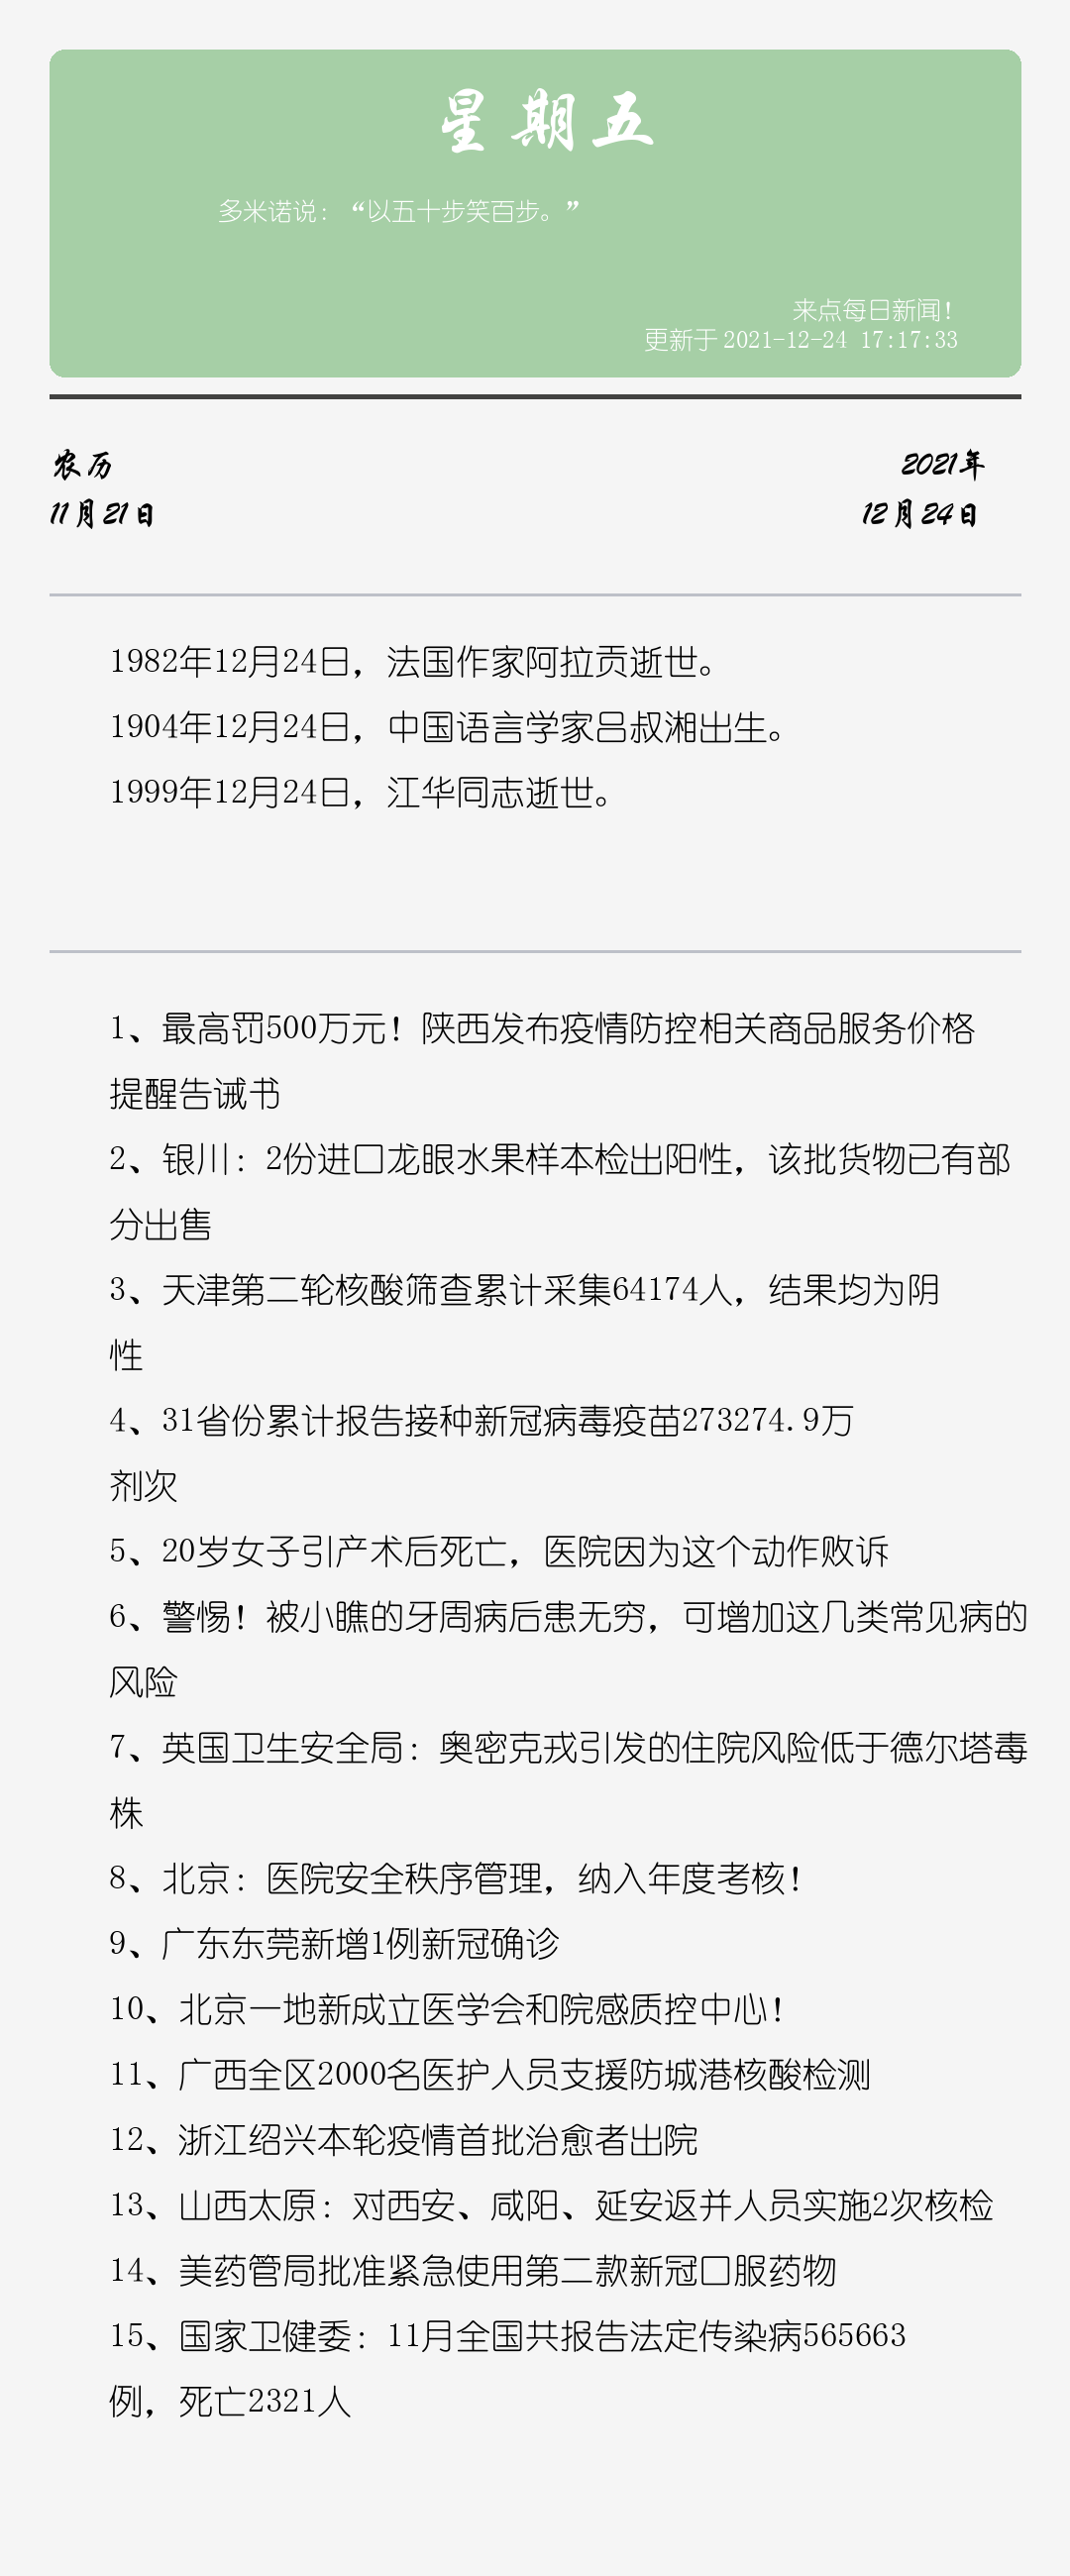 星期五
多米诺说：“以五十步笑百步。”
来点每日新闻！
更新于 2021-12-24 17:17:33
农历
2021年
11月21日
12月24日
1982年12月24日，法国作家阿拉贡逝世。
1904年12月24日，中国语言学家吕叔湘出生。
1999年12月24日，江华同志逝世。
1、最高罚500万元！陕西发布疫情防控相关商品服务价格
提醒告诫书
2、银川：2份进口龙眼水果样本检出阳性，该批货物已有部
分出售
3、天津第二轮核酸筛查累计采集64174人，结果均为阴
性
4、31省份累计报告接种新冠病毒疫苗273274.9万
剂次
5、20岁女子引产术后死亡，医院因为这个动作败诉
6、警惕！被小瞧的牙周病后患无穷，可增加这几类常见病的
风险
7、英国卫生安全局：奥密克戎引发的住院风险低于德尔塔毒
株
8、北京：医院安全秩序管理，纳入年度考核！
9、广东东莞新增1例新冠确诊
10、北京一地新成立医学会和院感质控中心！
11、广西全区2000名医护人员支援防城港核酸检测
12、浙江绍兴本轮疫情首批治愈者出院
13、山西太原：对西安、咸阳、延安返并人员实施2次核检
14、美药管局批准紧急使用第二款新冠口服药物
15、国家卫健委：11月全国共报告法定传染病565663
例，死亡2321人